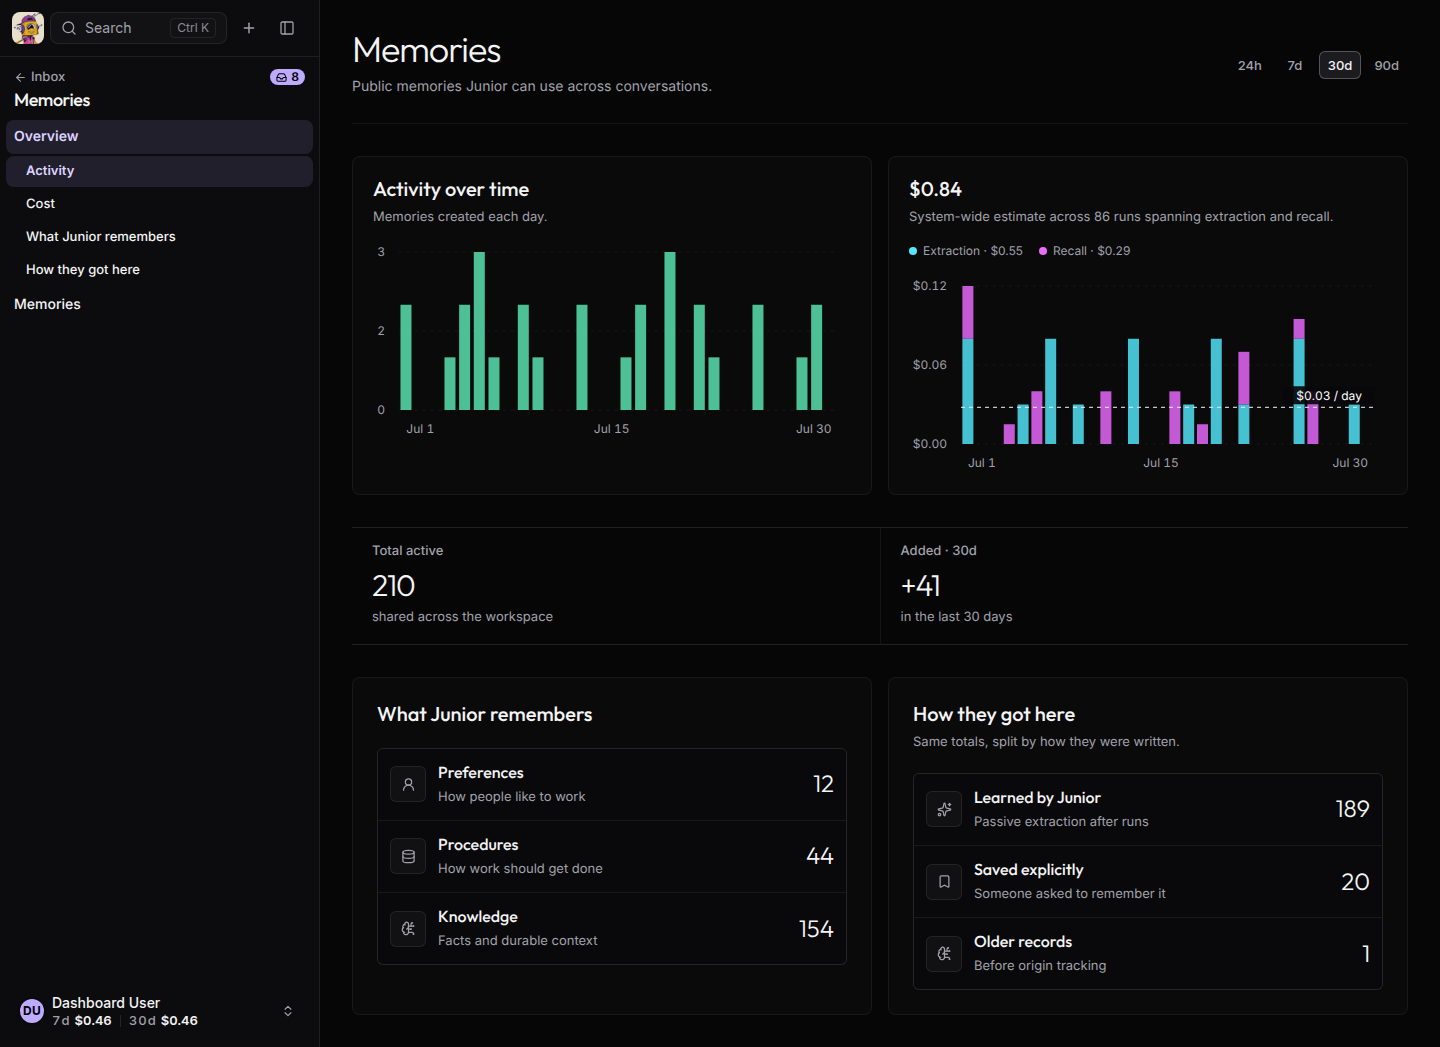 Search
Ctrl K
Inbox
8
Memories
Overview
Activity
Cost
What Junior remembers
How they got here
Memories
Dashboard User
DU
7d $0.46 | 30d $0.46
Memories
Public memories Junior can use across conversations.
24h
7d
30d
90d
Activity over time
Memories created each day.
3
2
0
Jul 1
Jul 15
Jul 30
$0.84
System-wide estimate across 86 runs spanning extraction and recall.
Extraction · $0.55
Recall · $0.29
$0.12
$0.06
$0.03 / day
$0.00
Jul 1
Jul 15
Jul 30
Total active
210
shared across the workspace
Added · 30d
+41
in the last 30 days
What Junior remembers
Preferences
How people like to work
12
Procedures
How work should get done
44
Knowledge
Facts and durable context
154
How they got here
Same totals, split by how they were written.
Learned by Junior
Passive extraction after runs
189
Saved explicitly
Someone asked to remember it
20
Older records
Before origin tracking
1